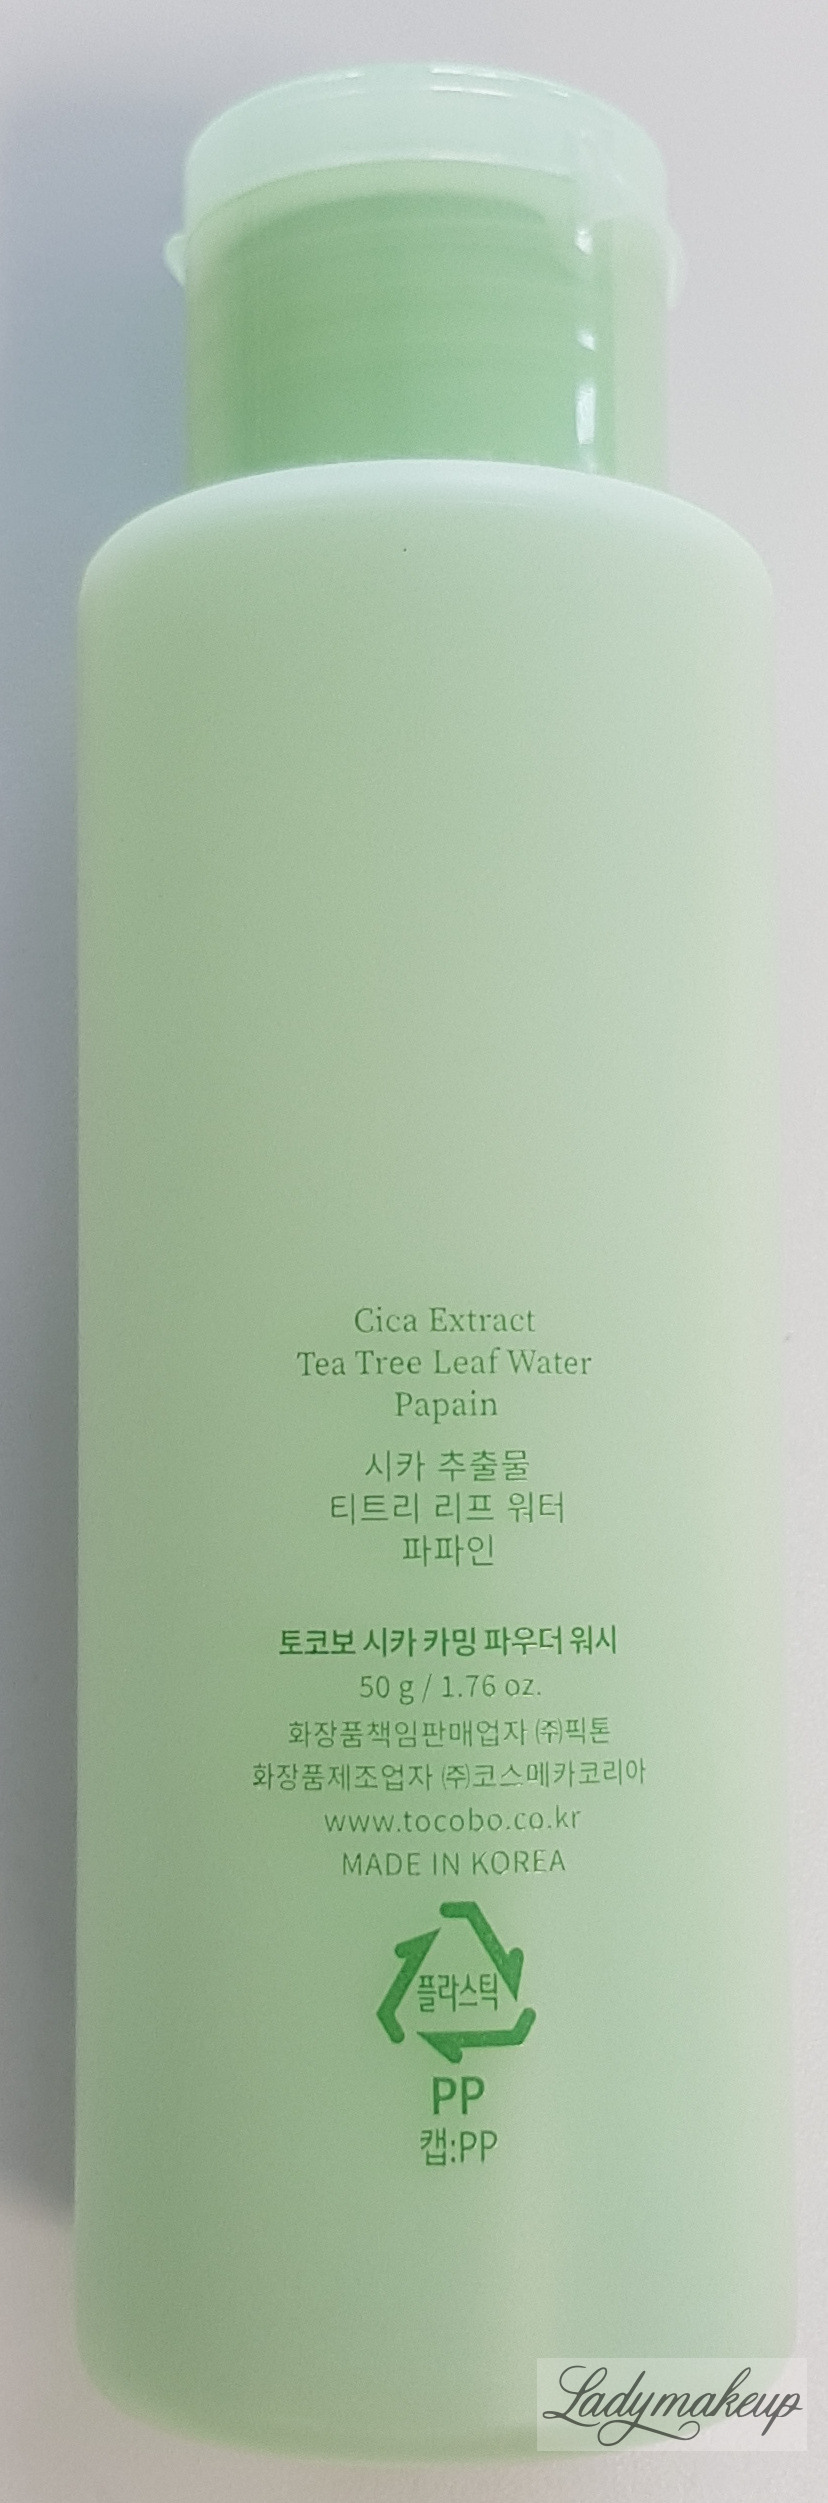 Cica Extract
Tea Tree Leaf Water
Papain
시카 추출물
티트리 리프 워터
파파인
토코보 시카 카밍 파우더 워시
50 g / 1.76 oz.
화장품책임판매업자 ㈜픽톤
화장품제조업자 ㈜코스메카코리아
www.tocobo.co.kr
MADE IN KOREA
플라스틱
PP
캡:PP
Ladymakeup